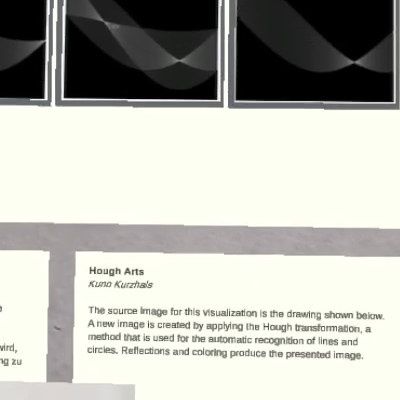 wird,
ng zu
Hough Arts
Kuno Kurzhals
The source image for this visualization is the drawing shown below.
A new image is created by applying the Hough transformation, a
method that is used for the automatic recognition of lines and
circles. Reflections and coloring produce the presented image.